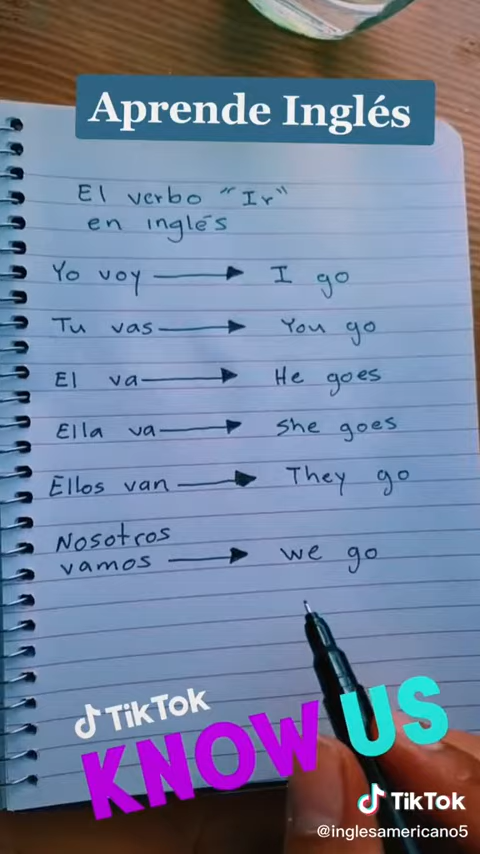 Aprende Inglés
El verbo "Ir"
en inglés
Yo voy → I go
Tu vas → You go
El va → He goes
Ella va → She goes
Ellos van → They go
Nosotros
vamos → we go
TikTok
KNOW US
TikTok
@inglesamericano5